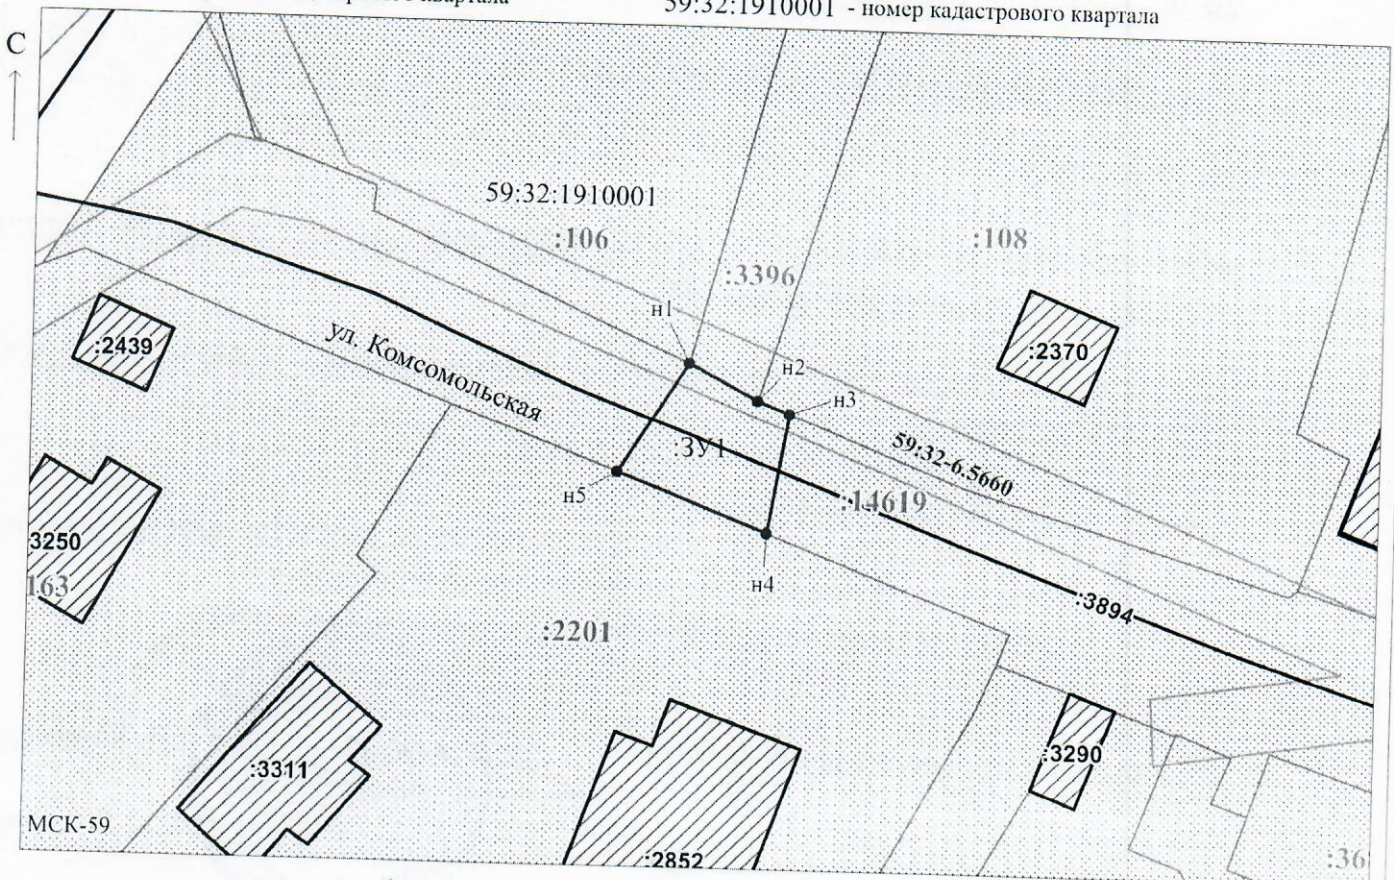 квартала
59:32:1910001 - номер кадастрового квартала
С
59:32:1910001
:106
:108
:3396
н1
:2439
ул. Комсомольская
:2370
н2
н3
59:32-6.5660
:ЗУ1
н5
:14619
3250
163
н4
:3894
:2201
:3311
:3290
МСК-59
:2852
:36